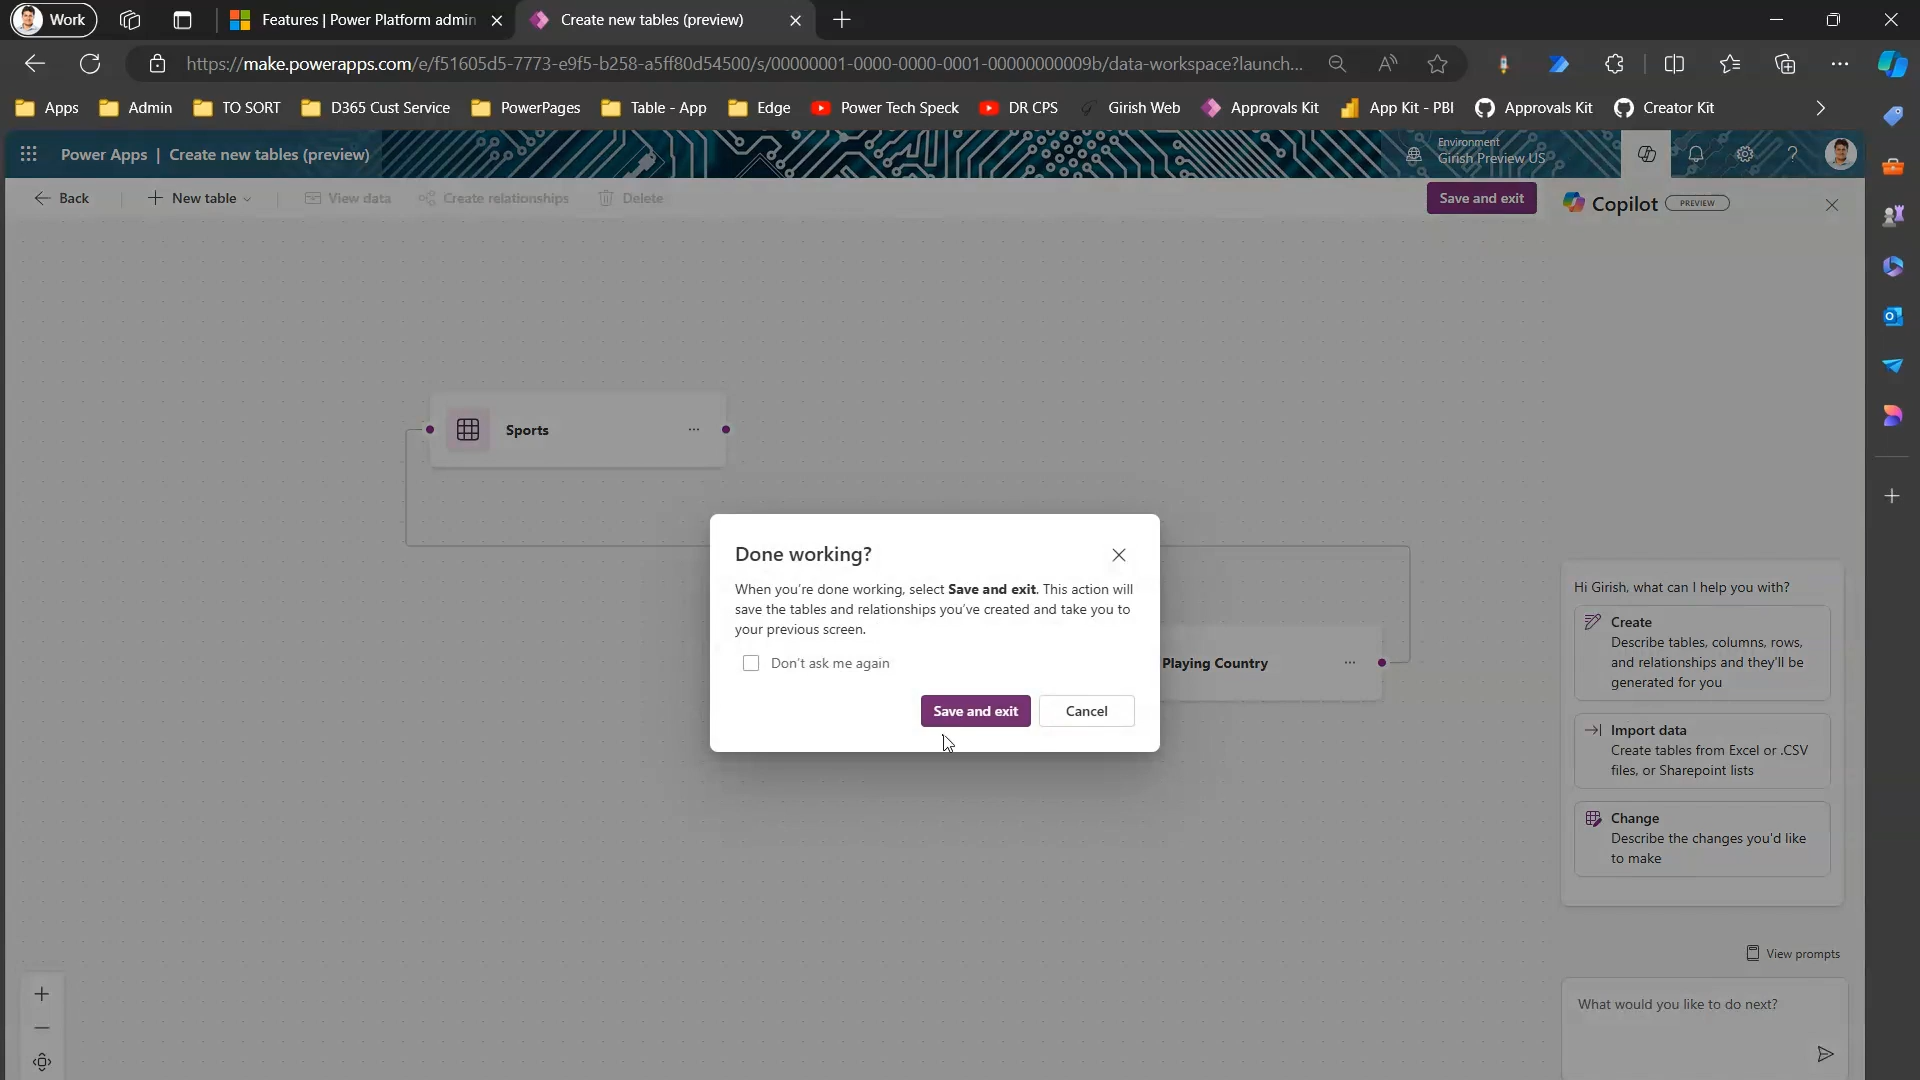 Work
Features | Power Platform admin
Create new tables (preview)
https://make.powerapps.com/e/f51605d5-7773-e9f5-b258-a5ff80d54500/s/00000001-0000-0000-0001-00000000009b/data-workspace?launch...
Apps
Admin
TO SORT
D365 Cust Service
PowerPages
Table - App
Edge
Power Tech Speck
DR CPS
Girish Web
Approvals Kit
App Kit - PBI
Approvals Kit
Creator Kit
Power Apps | Create new tables (preview)
Environment
Girish Preview US
Back
New table
View data
Create relationships
Delete
Save and exit
Copilot
PREVIEW
Sports
Playing Country
Done working?
When you're done working, select Save and exit. This action will
save the tables and relationships you've created and take you to
your previous screen.
Don't ask me again
Save and exit
Cancel
Hi Girish, what can I help you with?
Create
Describe tables, columns, rows,
and relationships and they'll be
generated for you
Import data
Create tables from Excel or .CSV
files, or Sharepoint lists
Change
Describe the changes you'd like
to make
View prompts
What would you like to do next?